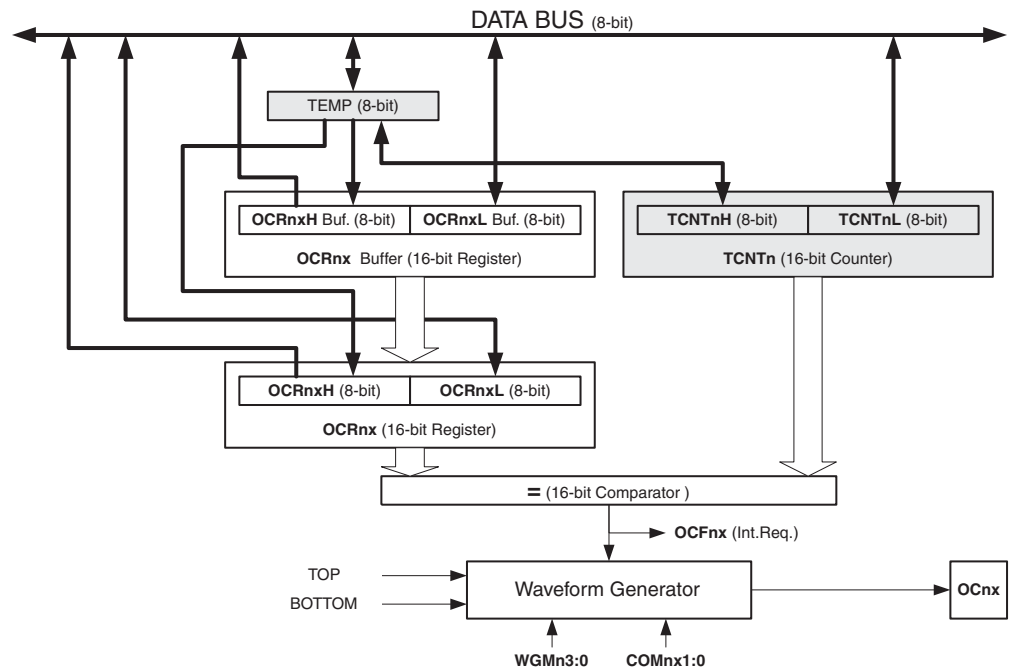 DATA BUS (8-bit)
TEMP (8-bit)
OCRnxH Buf. (8-bit) OCRnxL Buf. (8-bit)
OCRnx Buffer (16-bit Register)
TCNTnH (8-bit) TCNTnL (8-bit)
TCNTn (16-bit Counter)
OCRnxH (8-bit) OCRnxL (8-bit)
OCRnx (16-bit Register)
= (16-bit Comparator )
OCFnx (Int.Req.)
TOP
BOTTOM
Waveform Generator
OCnx
WGMn3:0 COMnx1:0